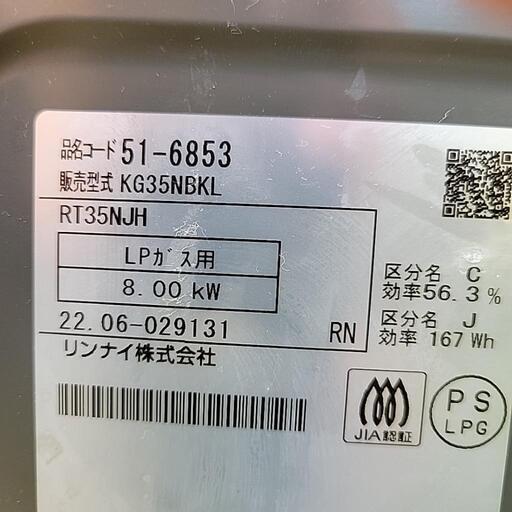 品名コード 51-6853
販売型式 KG35NBKL
RT35NJH
LPガス用
8.00 kW
22.06-029131 RN
リンナイ株式会社
区分名 C
効率56.3 %
区分名 J
効率 167 Wh
JIA認証
PS
LPG